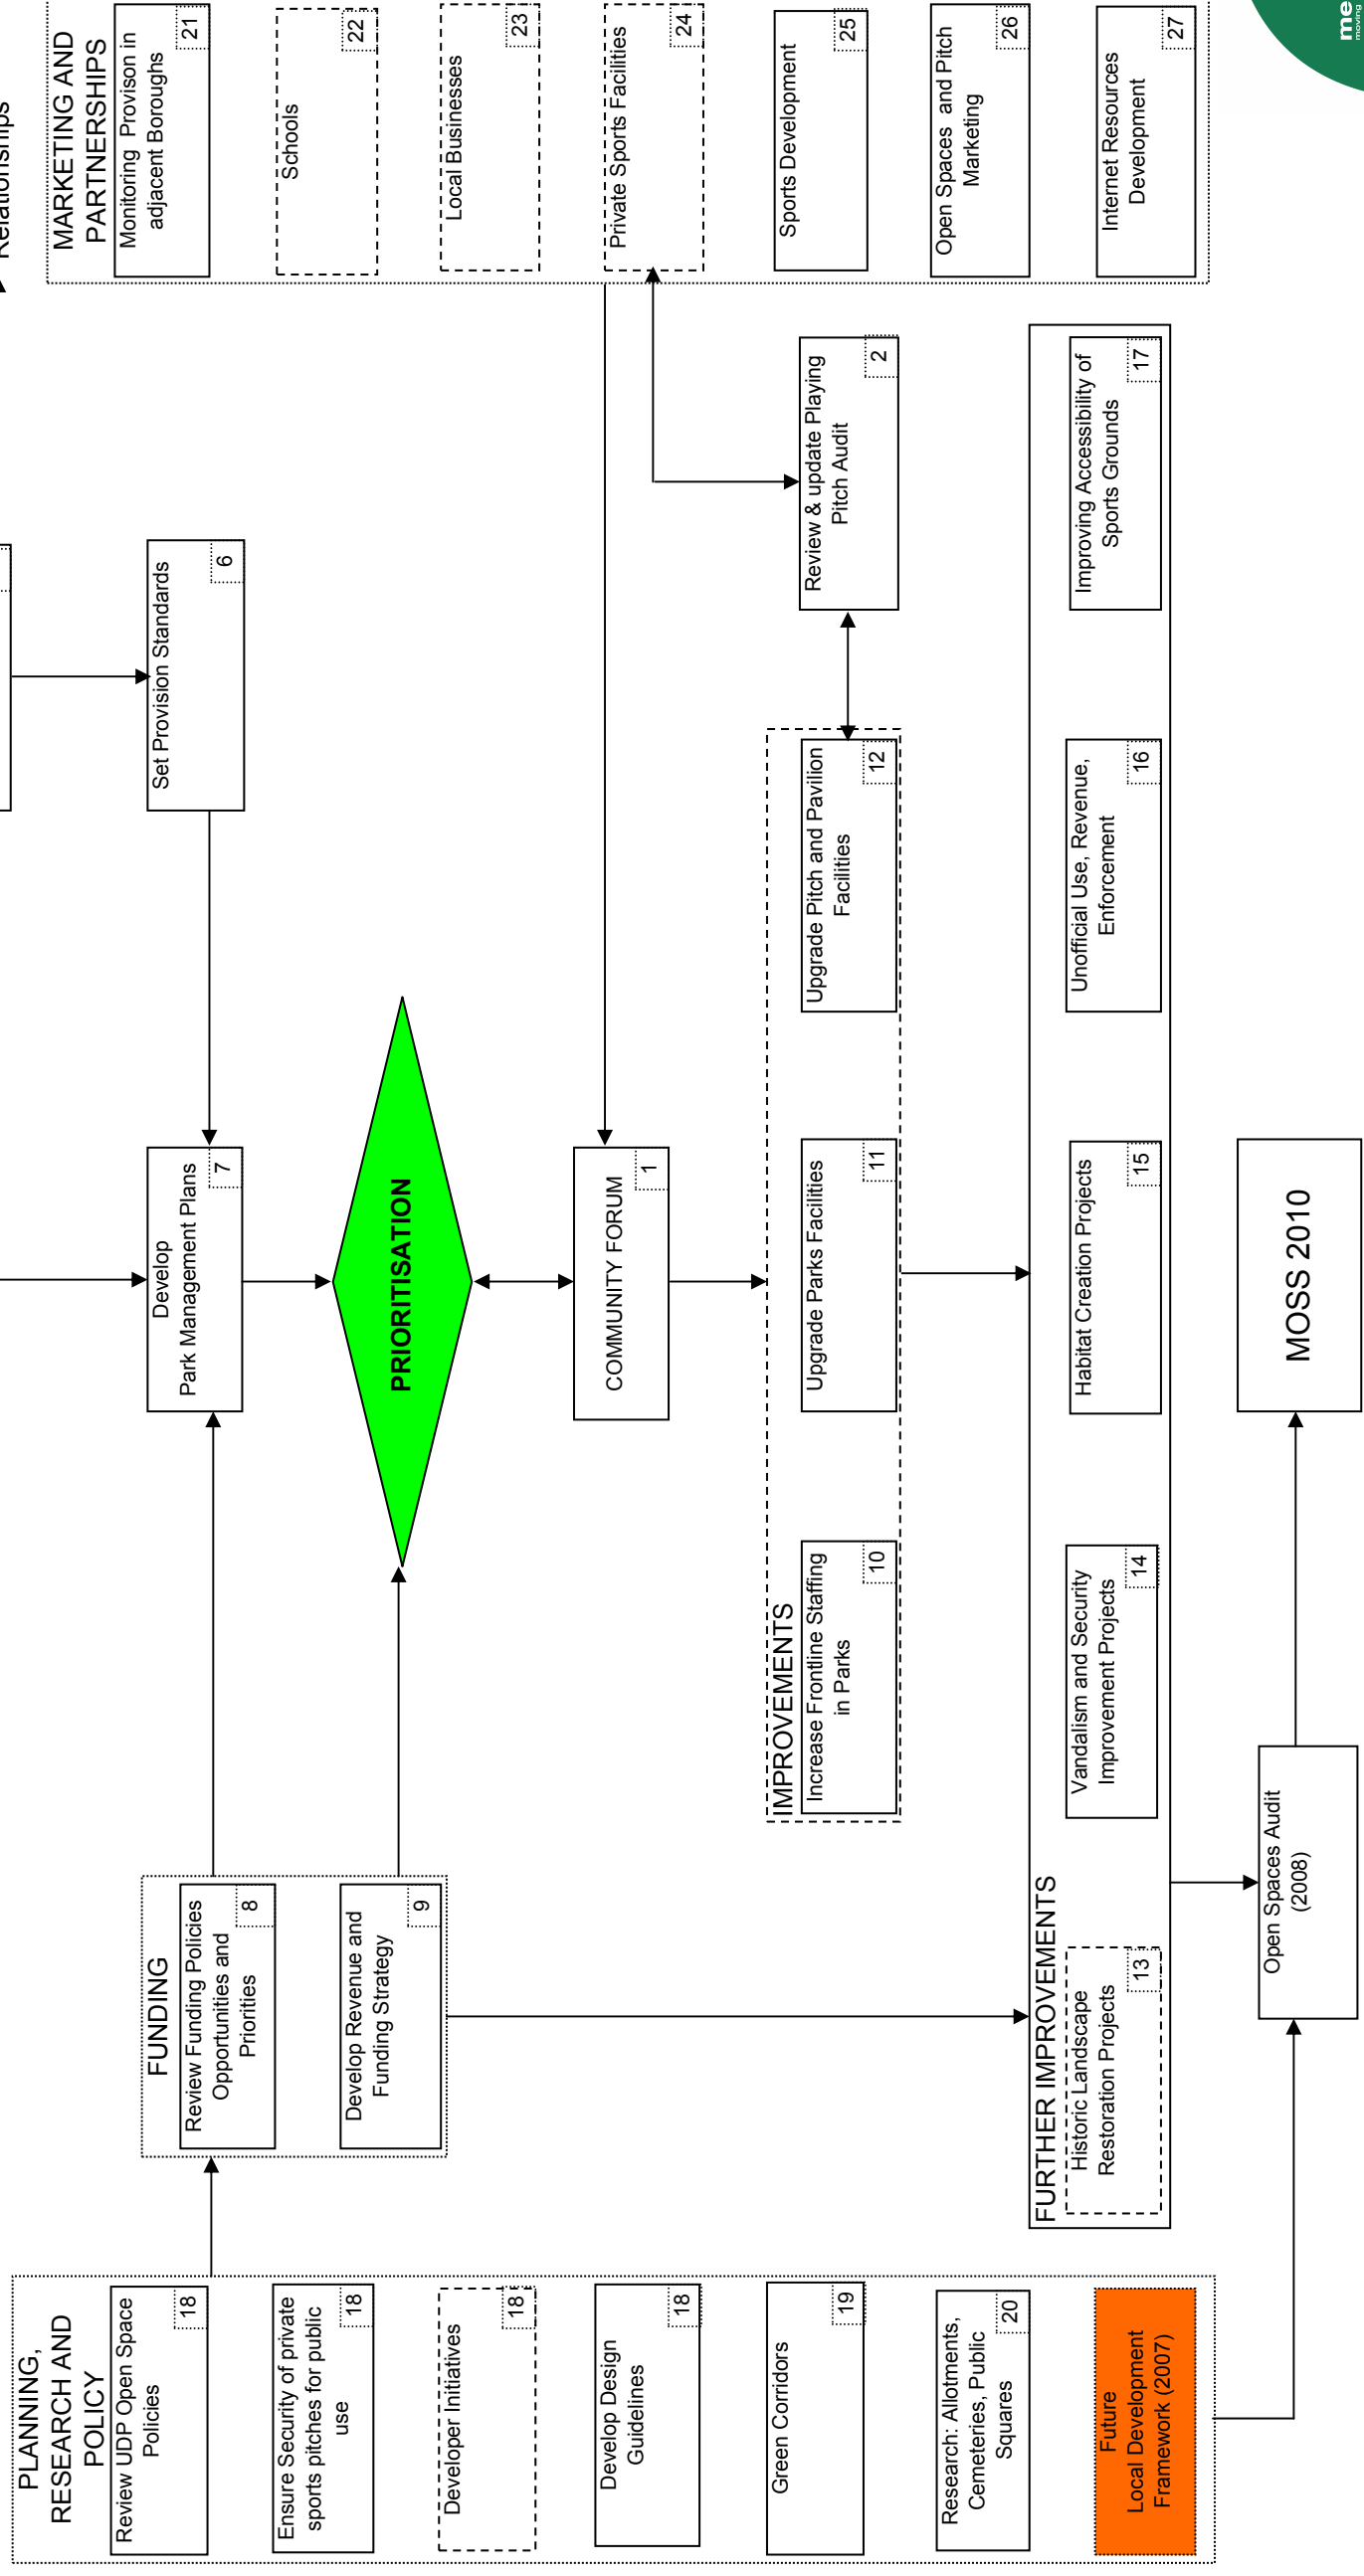 Relationships
PLANNING,
RESEARCH AND
POLICY
Review UDP Open Space
Policies
18
Ensure Security of private
sports pitches for public
use
18
Developer Initiatives
18
Develop Design
Guidelines
18
Green Corridors
19
Research: Allotments,
Cemeteries, Public
Squares
20
Future
Local Development
Framework (2007)
FUNDING
Review Funding Policies
Opportunities and
Priorities
8
Develop Revenue and
Funding Strategy
9
Develop
Park Management Plans
7
Set Provision Standards
6
PRIORITISATION
COMMUNITY FORUM
1
IMPROVEMENTS
Increase Frontline Staffing
in Parks
10
Upgrade Parks Facilities
11
Upgrade Pitch and Pavilion
Facilities
12
Review & update Playing
Pitch Audit
2
FURTHER IMPROVEMENTS
Historic Landscape
Restoration Projects
13
Vandalism and Security
Improvement Projects
14
Habitat Creation Projects
15
Unofficial Use, Revenue,
Enforcement
16
Improving Accessibility of
Sports Grounds
17
Open Spaces Audit
(2008)
MOSS 2010
MARKETING AND
PARTNERSHIPS
Monitoring Provison in
adjacent Boroughs
21
Schools
22
Local Businesses
23
Private Sports Facilities
24
Sports Development
25
Open Spaces and Pitch
Marketing
26
Internet Resources
Development
27
me
moving